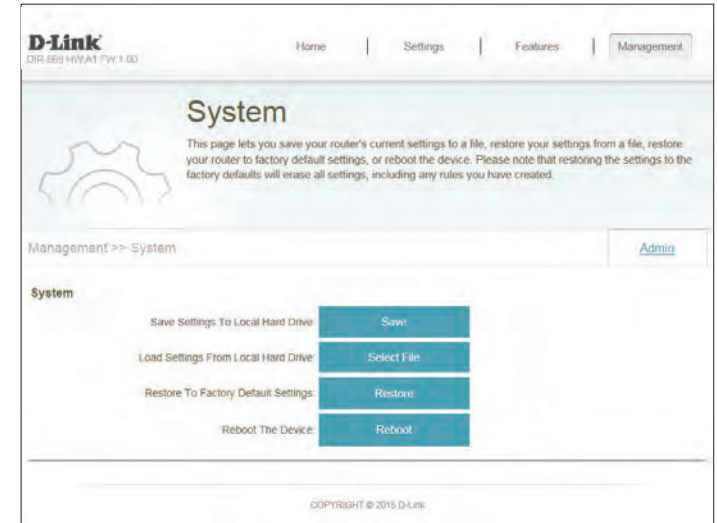 D-Link
DIR-869 HW:A1 FW:1.00
Home | Settings | Features | Management
System
This page lets you save your router's current settings to a file, restore your settings from a file, restore
your router to factory default settings, or reboot the device. Please note that restoring the settings to the
factory defaults will erase all settings, including any rules you have created.
Management >> System
Admin
System
Save Settings To Local Hard Drive: Save
Load Settings From Local Hard Drive: Select File
Restore To Factory Default Settings: Restore
Reboot The Device: Reboot
COPYRIGHT © 2015 D-Link